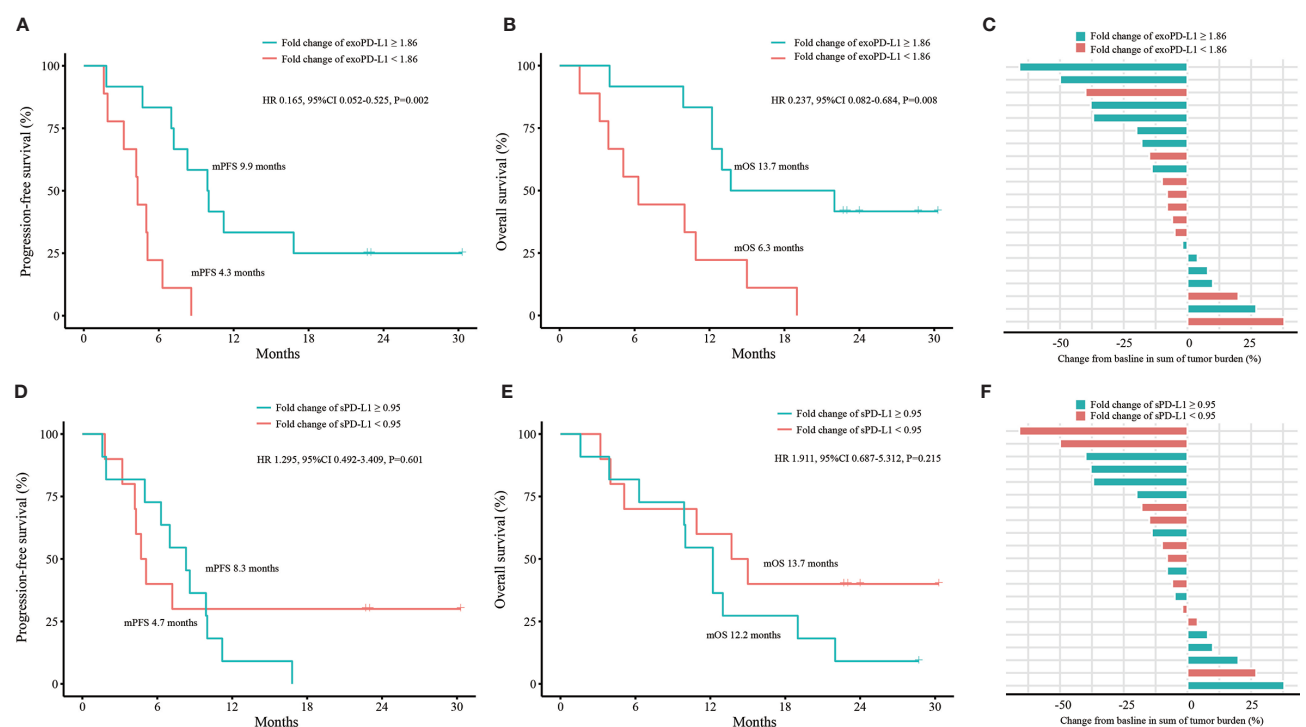 A
Fold change of exoPD-L1 ≥ 1.86
Fold change of exoPD-L1 < 1.86
HR 0.165, 95%CI 0.052-0.525, P=0.002
mPFS 9.9 months
mPFS 4.3 months
Progression-free survival (%)
100
75
50
25
0
0 6 12 18 24 30
Months
B
Fold change of exoPD-L1 ≥ 1.86
Fold change of exoPD-L1 < 1.86
HR 0.237, 95%CI 0.082-0.684, P=0.008
mOS 13.7 months
mOS 6.3 months
Overall survival (%)
100
75
50
25
0
0 6 12 18 24 30
Months
C
Fold change of exoPD-L1 ≥ 1.86
Fold change of exoPD-L1 < 1.86
-50 -25 0 25
Change from basline in sum of tumor burden (%)
D
Fold change of sPD-L1 ≥ 0.95
Fold change of sPD-L1 < 0.95
HR 1.295, 95%CI 0.492-3.409, P=0.601
mPFS 8.3 months
mPFS 4.7 months
Progression-free survival (%)
100
75
50
25
0
0 6 12 18 24 30
Months
E
Fold change of sPD-L1 ≥ 0.95
Fold change of sPD-L1 < 0.95
HR 1.911, 95%CI 0.687-5.312, P=0.215
mOS 13.7 months
mOS 12.2 months
Overall survival (%)
100
75
50
25
0
0 6 12 18 24 30
Months
F
Fold change of sPD-L1 ≥ 0.95
Fold change of sPD-L1 < 0.95
-50 -25 0 25
Change from basline in sum of tumor burden (%)